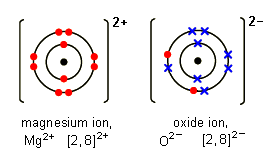 2+
2−
magnesium ion,
Mg²⁺ [2,8]²⁺
oxide ion,
O²⁻ [2,8]²⁻